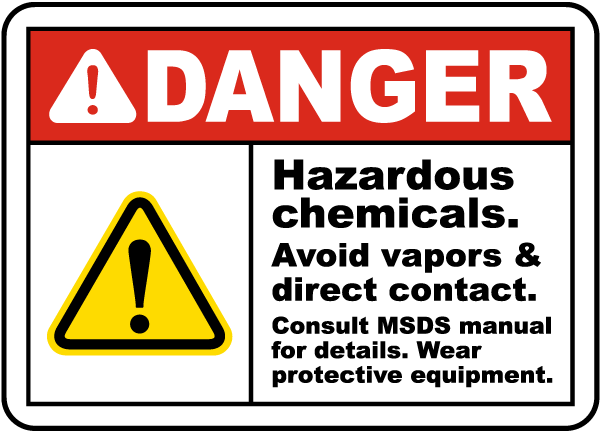 DANGER
Hazardous
chemicals.
Avoid vapors &
direct contact.
Consult MSDS manual
for details. Wear
protective equipment.